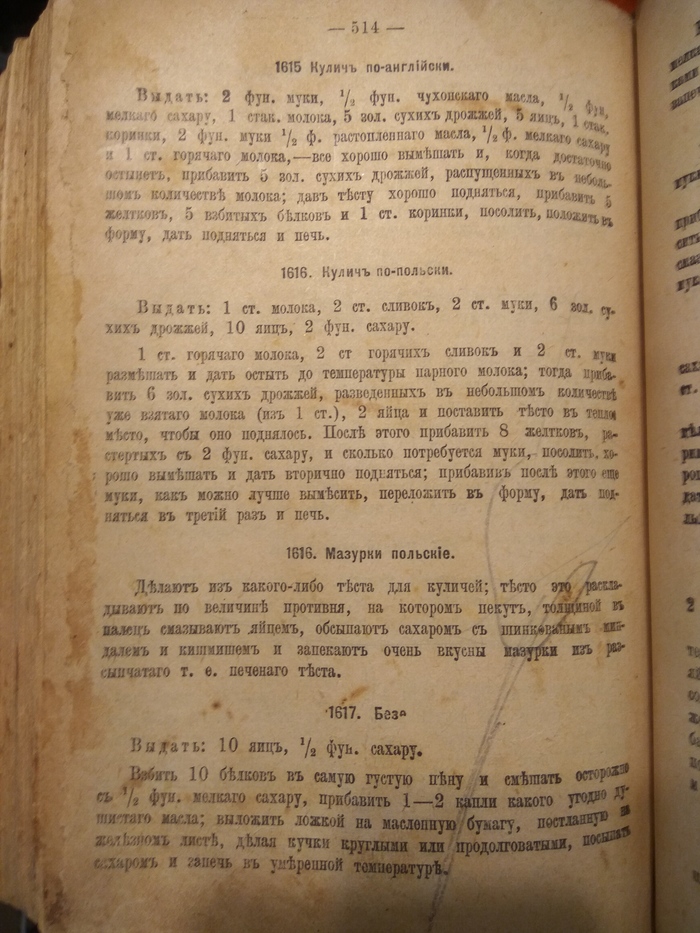 — 514 —
1615 Куличъ по-англійски.
Выдать: 2 фун. муки, 1/2 фун. чухонскаго масла, 1/2 фун.
мелкаго сахару, 1 стак. молока, 5 зол. сухихъ дрожжей, 5 яицъ, 1 стак.
коринки, 2 фун. муки 1/2 ф. растопленнаго масла, 1/2 ф. мелкаго сахару
и 1 ст. горячаго молока,—все хорошо вымѣшать и, когда достаточно
остынетъ, прибавить 5 зол. сухихъ дрожжей, распущенныхъ въ неболь-
шомъ количествѣ молока; давъ тѣсту хорошо подняться, прибавить 5
желтковъ, 5 взбитыхъ бѣлковъ и 1 ст. коринки, посолить, положить въ
форму, дать подняться и печь.
1616. Куличъ по-польски.
Выдать: 1 ст. молока, 2 ст. сливокъ, 2 ст. муки, 6 зол. су-
хихъ дрожжей, 10 яицъ, 2 фун. сахару.
1 ст. горячаго молока, 2 ст горячихъ сливокъ и 2 ст. муки
размѣшать и дать остыть до температуры парного молока; тогда приба-
вить 6 зол. сухихъ дрожжей, разведенныхъ въ небольшомъ количествѣ
уже взятаго молока (изъ 1 ст.), 2 яйца и поставить тѣсто въ теплое
мѣсто, чтобы оно поднялось. Послѣ этого прибавить 8 желтковъ, ра-
стертыхъ съ 2 фун. сахару, и сколько потребуется муки, посолить, хо-
рошо вымѣшать и дать вторично подняться; прибавивъ послѣ этого еще
муки, какъ можно лучше вымѣсить, переложить въ форму, дать под-
няться въ третій разъ и печь.
1616. Мазурки польскіе.
Дѣлаютъ изъ какого-либо тѣста для куличей; тѣсто это раскла-
дываютъ по величинѣ противня, на которомъ пекутъ, толщиной въ
палецъ смазываютъ яйцемъ, обсыпаютъ сахаромъ съ шинкованымъ мин-
далемъ и кишмишемъ и запекаютъ очень вкусны мазурки изъ раз-
сыпчатаго т. е. печенаго тѣста.
1617. Безе
Выдать: 10 яицъ, 1/2 фун. сахару.
Взбить 10 бѣлковъ въ самую густую пѣну и смѣшать осторожно
съ 1/2 фун. мелкаго сахару, прибавить 1—2 капли какого угодно ду-
шистаго масла; выложить ложкой на масленную бумагу, постланную на
желѣзномъ листѣ, дѣлая кучки круглыми или продолговатыми, посыпать
сахаромъ и запечь въ умѣренной температурѣ.